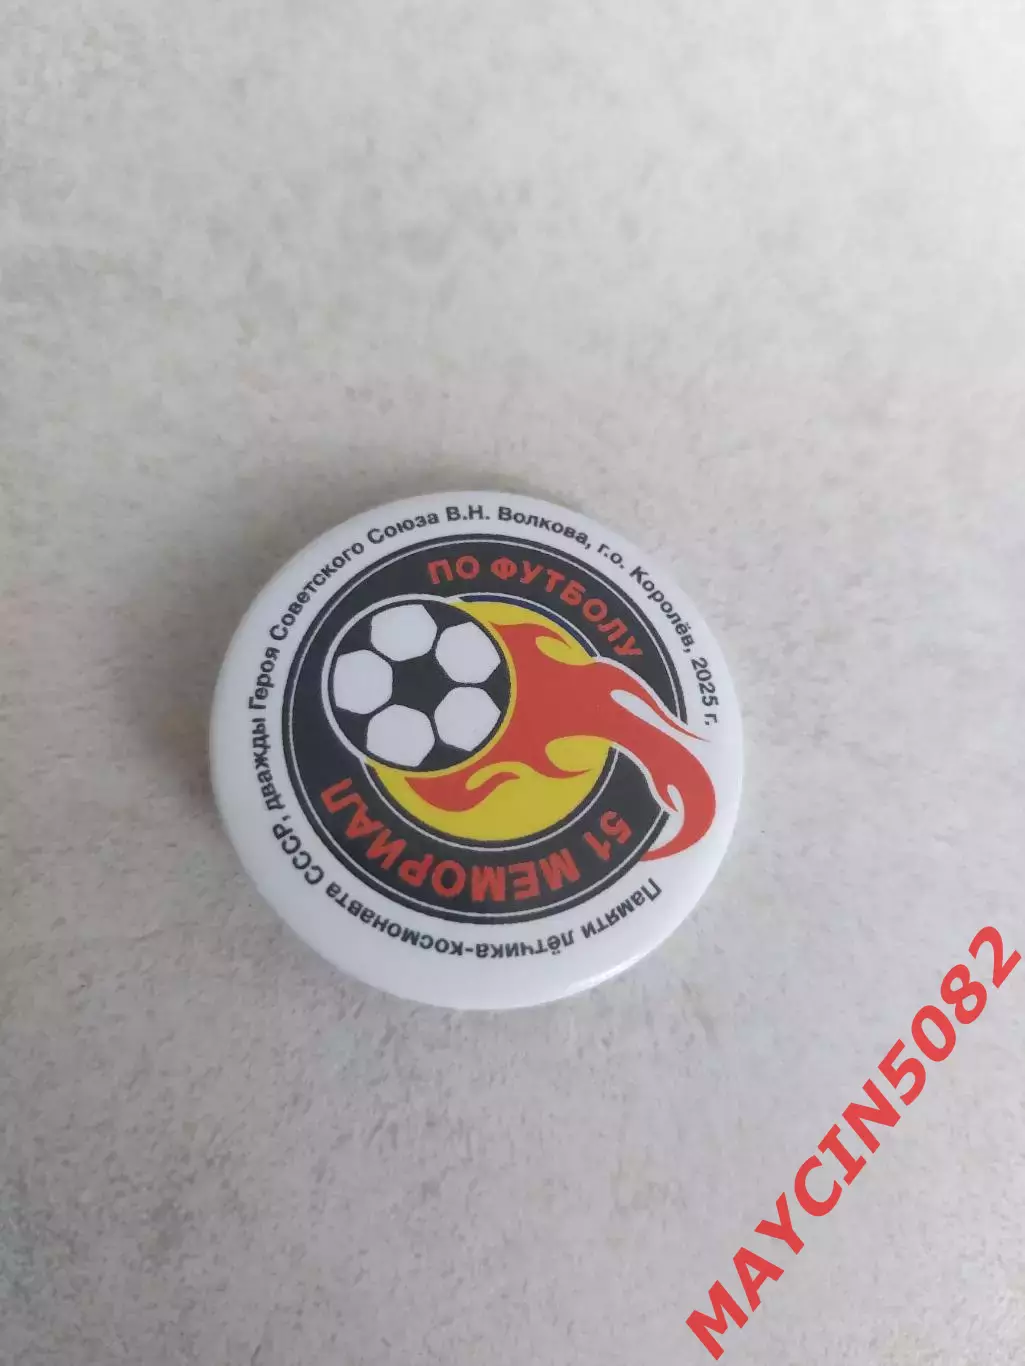 Памяти лётчика-космонавта СССР, дважды Героя Советского Союза В.Н. Волкова, г.о. Королёв, 2025 г.
51 МЕМОРИАЛ
ПО ФУТБОЛУ
MAYCIN5082